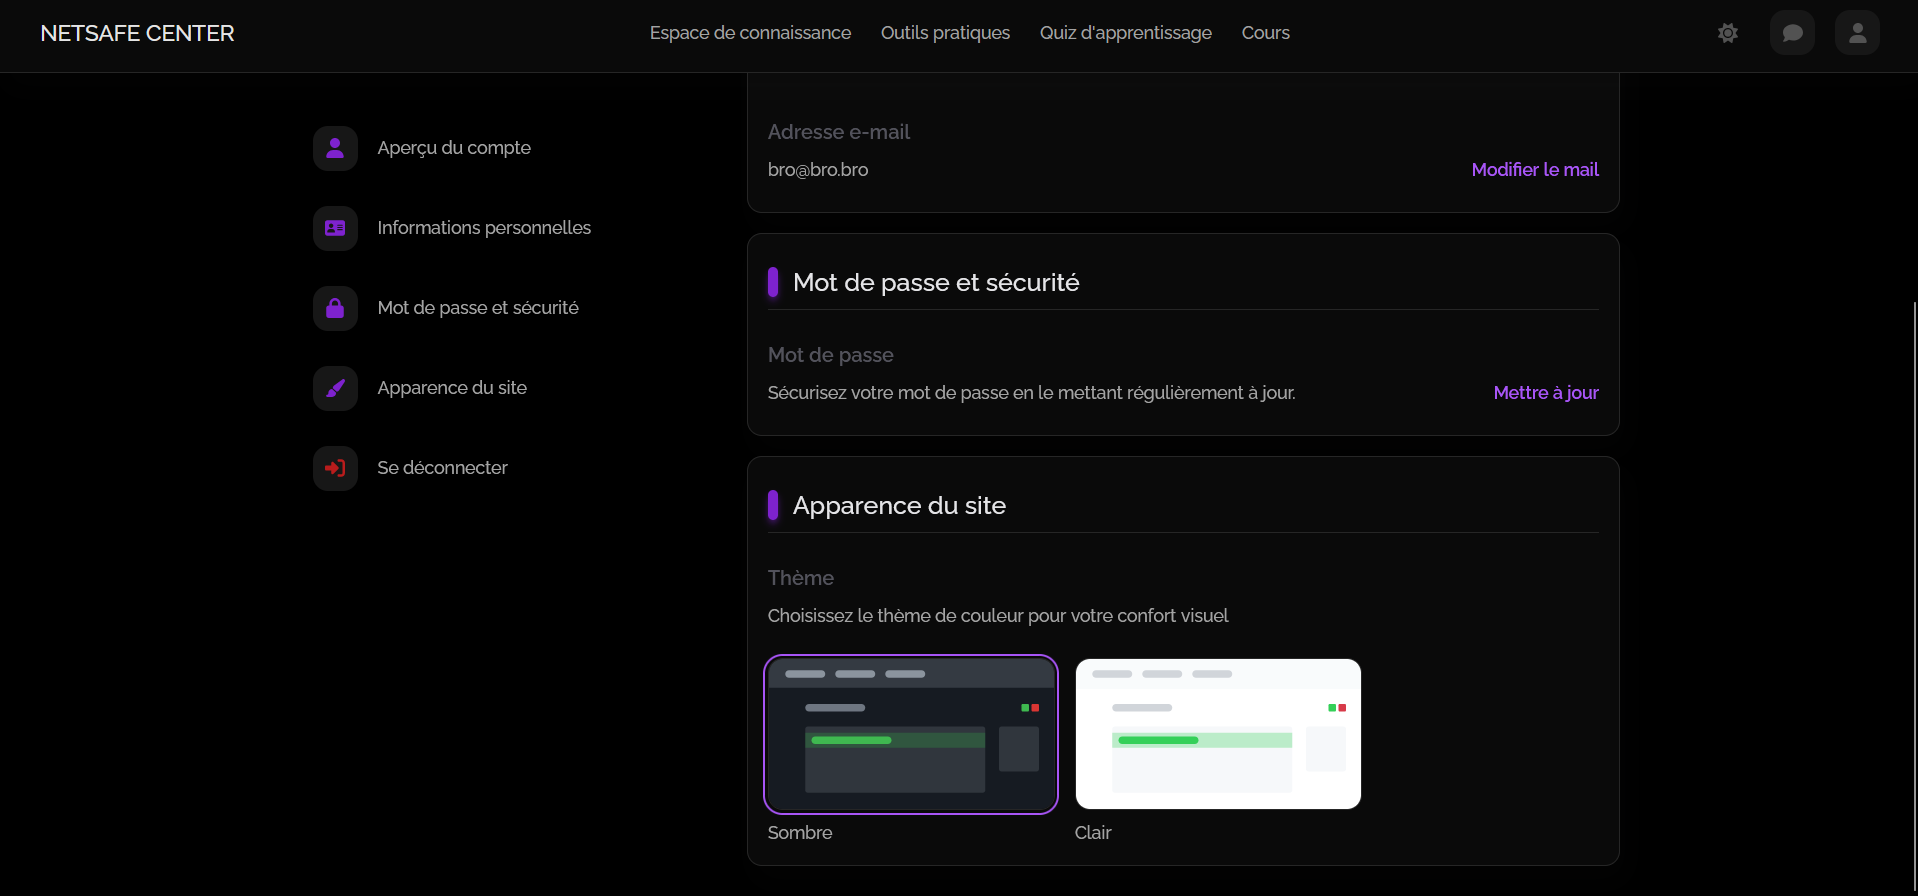 NETSAFE CENTER
Espace de connaissance
Outils pratiques
Quiz d'apprentissage
Cours
Aperçu du compte
Informations personnelles
Mot de passe et sécurité
Apparence du site
Se déconnecter
Adresse e-mail
bro@bro.bro
Modifier le mail
Mot de passe et sécurité
Mot de passe
Sécurisez votre mot de passe en le mettant régulièrement à jour.
Mettre à jour
Apparence du site
Thème
Choisissez le thème de couleur pour votre confort visuel
Sombre
Clair